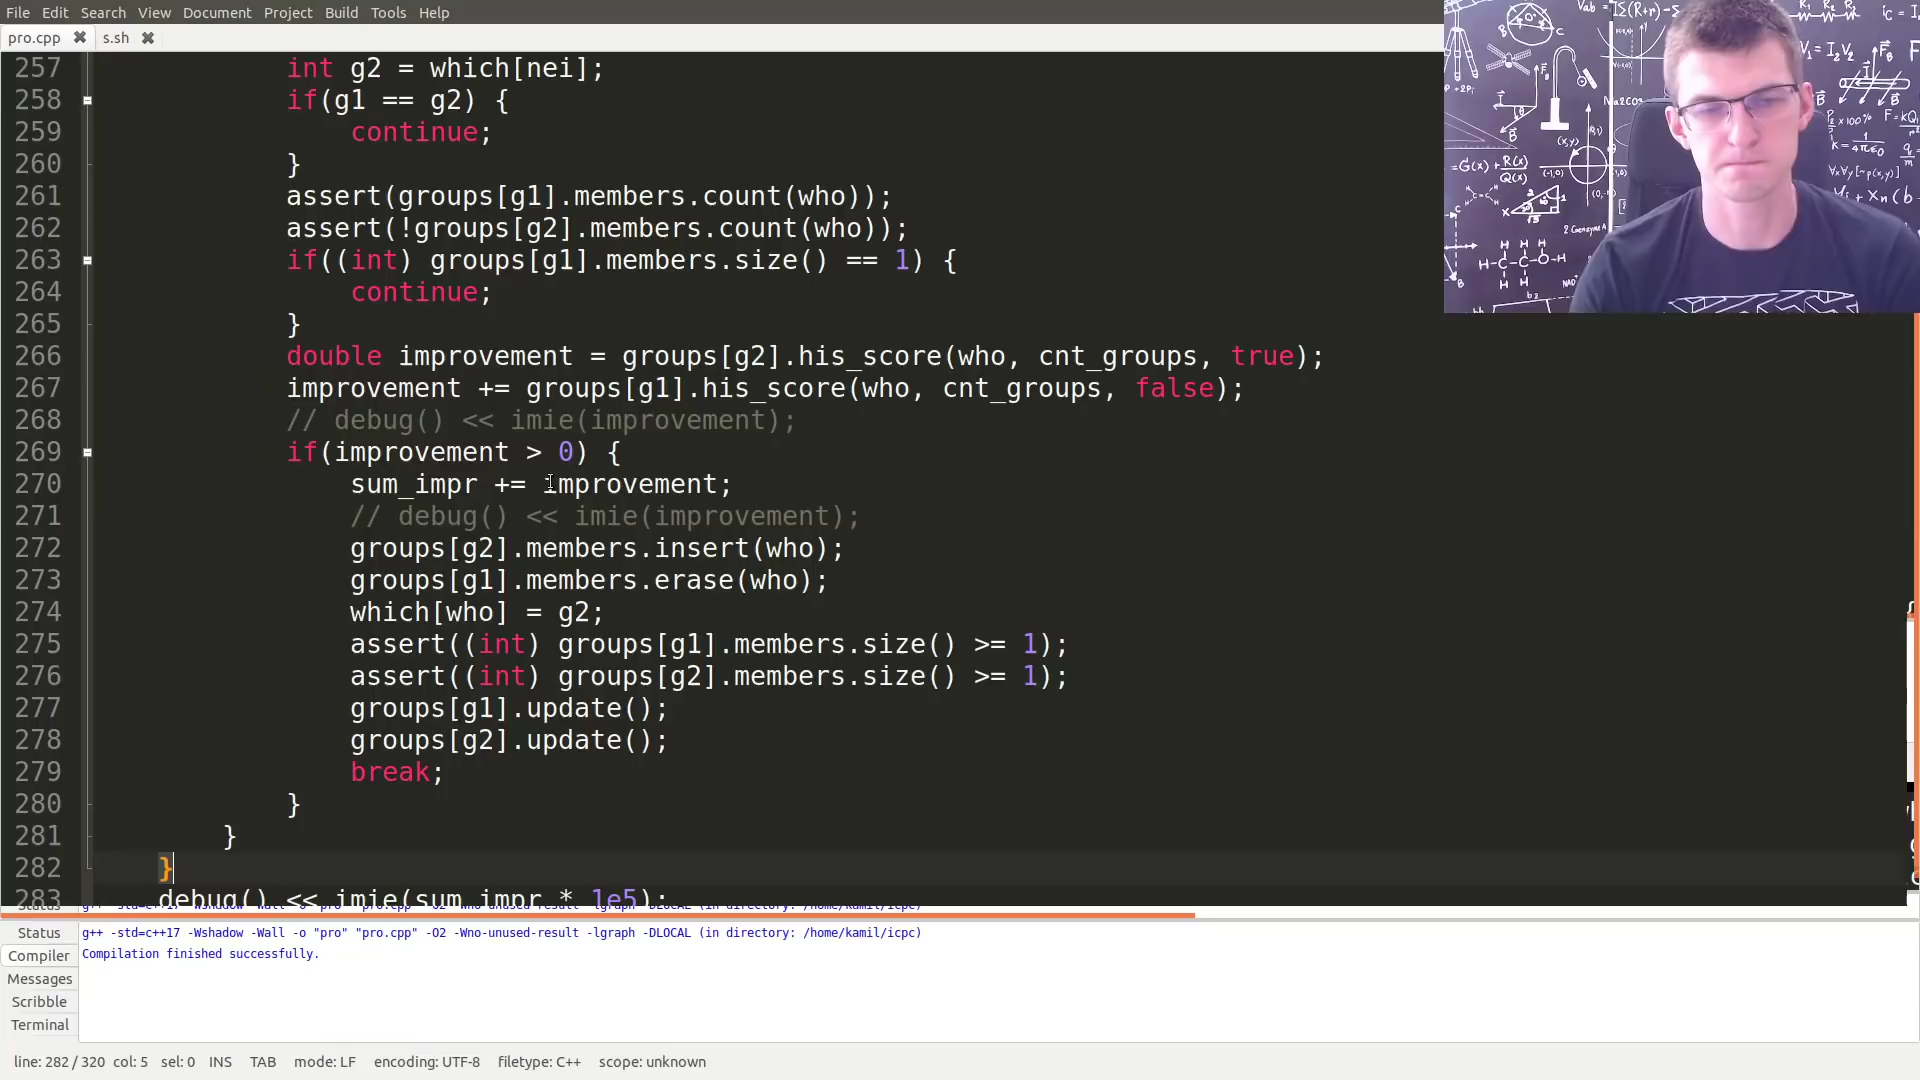 File Edit Search View Document Project Build Tools Help
pro.cpp ✖ s.sh ✖
257 int g2 = which[nei];
258 if(g1 == g2) {
259 continue;
260 }
261 assert(groups[g1].members.count(who));
262 assert(!groups[g2].members.count(who));
263 if((int) groups[g1].members.size() == 1) {
264 continue;
265 }
266 double improvement = groups[g2].his_score(who, cnt_groups, true);
267 improvement += groups[g1].his_score(who, cnt_groups, false);
268 // debug() << imie(improvement);
269 if(improvement > 0) {
270 sum_impr += improvement;
271 // debug() << imie(improvement);
272 groups[g2].members.insert(who);
273 groups[g1].members.erase(who);
274 which[who] = g2;
275 assert((int) groups[g1].members.size() >= 1);
276 assert((int) groups[g2].members.size() >= 1);
277 groups[g1].update();
278 groups[g2].update();
279 break;
280 }
281 }
282 }
283 debug() << imie(sum_impr * 1e5);
Status
Compiler
Messages
Scribble
Terminal
g++ -std=c++17 -Wshadow -Wall -o "pro" "pro.cpp" -O2 -Wno-unused-result -lgraph -DLOCAL (in directory: /home/kamil/icpc)
Compilation finished successfully.
line: 282 / 320 col: 5 sel: 0 INS TAB mode: LF encoding: UTF-8 filetype: C++ scope: unknown